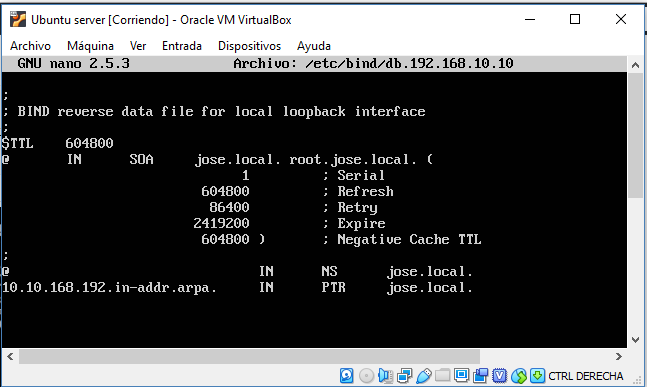 Ubuntu server [Corriendo] - Oracle VM VirtualBox
Archivo Máquina Ver Entrada Dispositivos Ayuda
GNU nano 2.5.3 Archivo: /etc/bind/db.192.168.10.10
;
; BIND reverse data file for local loopback interface
;
$TTL 604800
@ IN SOA jose.local. root.jose.local. (
1 ; Serial
604800 ; Refresh
86400 ; Retry
2419200 ; Expire
604800 ) ; Negative Cache TTL
;
@ IN NS jose.local.
10.10.168.192.in-addr.arpa. IN PTR jose.local.
CTRL DERECHA